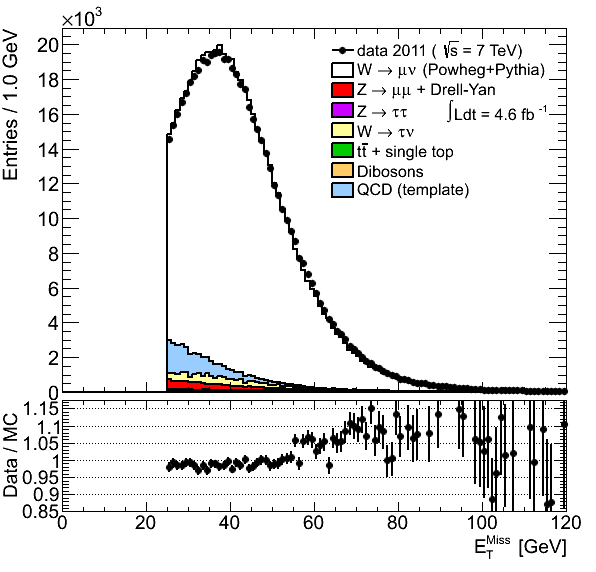 ×10³
Entries / 1.0 GeV
20
18
16
14
12
10
8
6
4
2
0
data 2011 ( √s = 7 TeV)
W → μν (Powheg+Pythia)
Z → μμ + Drell-Yan
Z → ττ
∫Ldt = 4.6 fb⁻¹
W → τν
tt̅ + single top
Dibosons
QCD (template)
Data / MC
1.15
1.1
1.05
1
0.95
0.9
0.85
0 20 40 60 80 100 120
E_T^Miss [GeV]